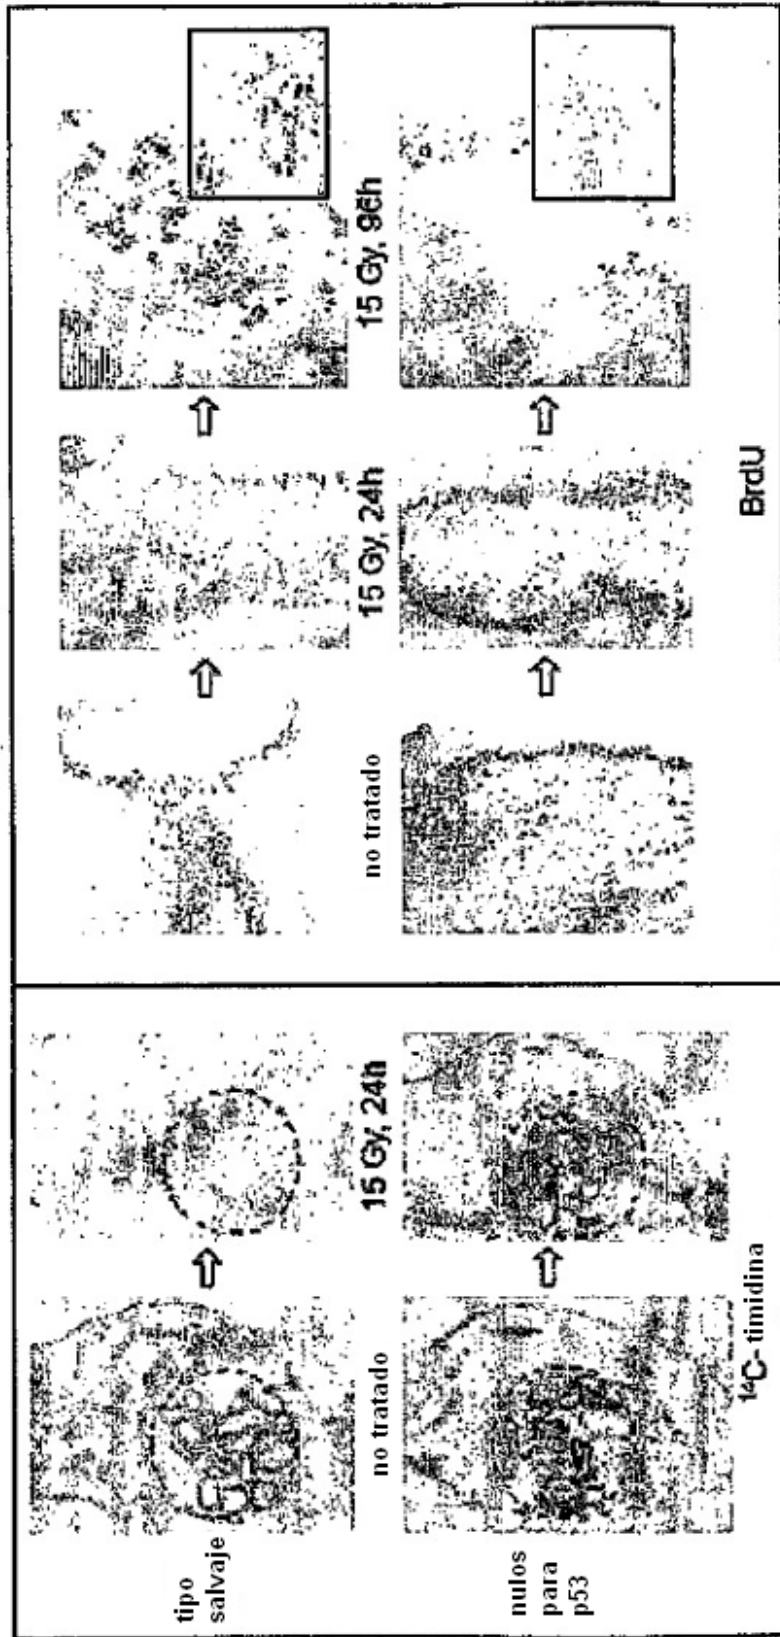 tipo
salvaje
no tratado
15 Gy, 24h
no tratado
15 Gy, 24h
15 Gy, 96h
nulos
para
p53
¹⁴C- timidina
BrdU